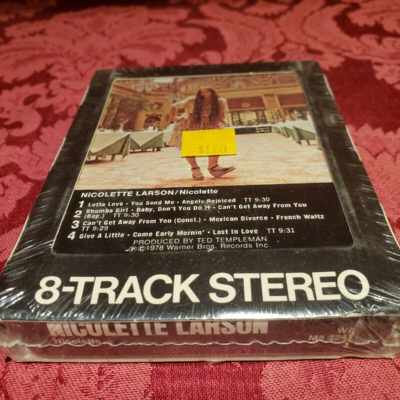 $1.00
NICOLETTE LARSON/Nicolette
1 Lotta Love - You Send Me - Angels Rejoiced TT 9:30
2 Rhumba Girl - Baby, Don't You Do It - Can't Get Away From You
(Beg.) TT 9:30
3 Can't Get Away From You (Concl.) - Mexican Divorce - French Waltz
TT 9:29
4 Give A Little - Come Early Mornin' - Last In Love TT 9:31
PRODUCED BY TED TEMPLEMAN
℗©1978 Warner Bros. Records Inc.
8-TRACK STEREO
NICOLETTE LARSON
Nicolette